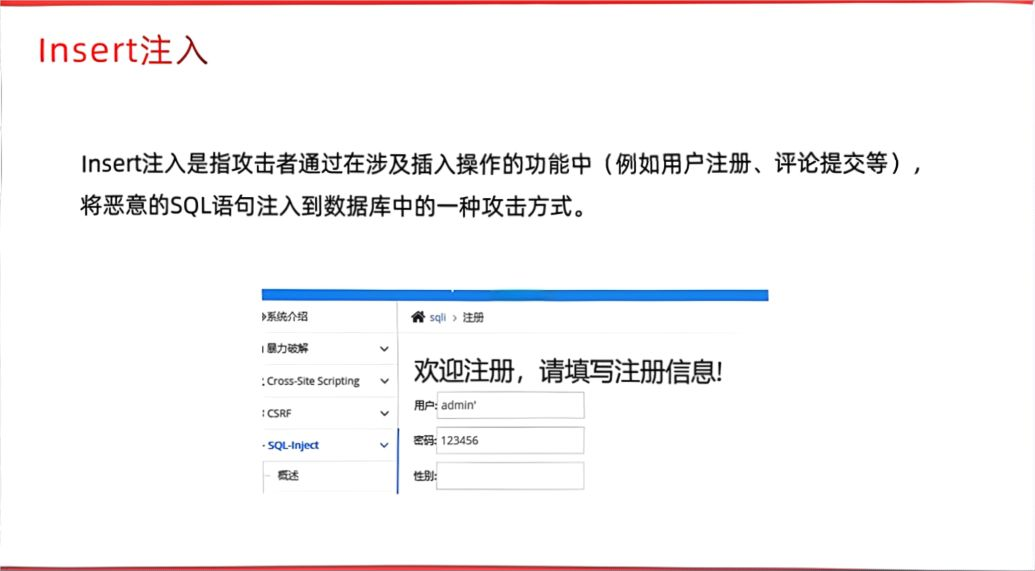 Insert注入
Insert注入是指攻击者通过在涉及插入操作的功能中（例如用户注册、评论提交等），
将恶意的SQL语句注入到数据库中的一种攻击方式。
系统介绍
暴力破解
Cross-Site Scripting
CSRF
SQL-Inject
概述
sqli > 注册
欢迎注册，请填写注册信息!
用户: admin'
密码: 123456
性别: